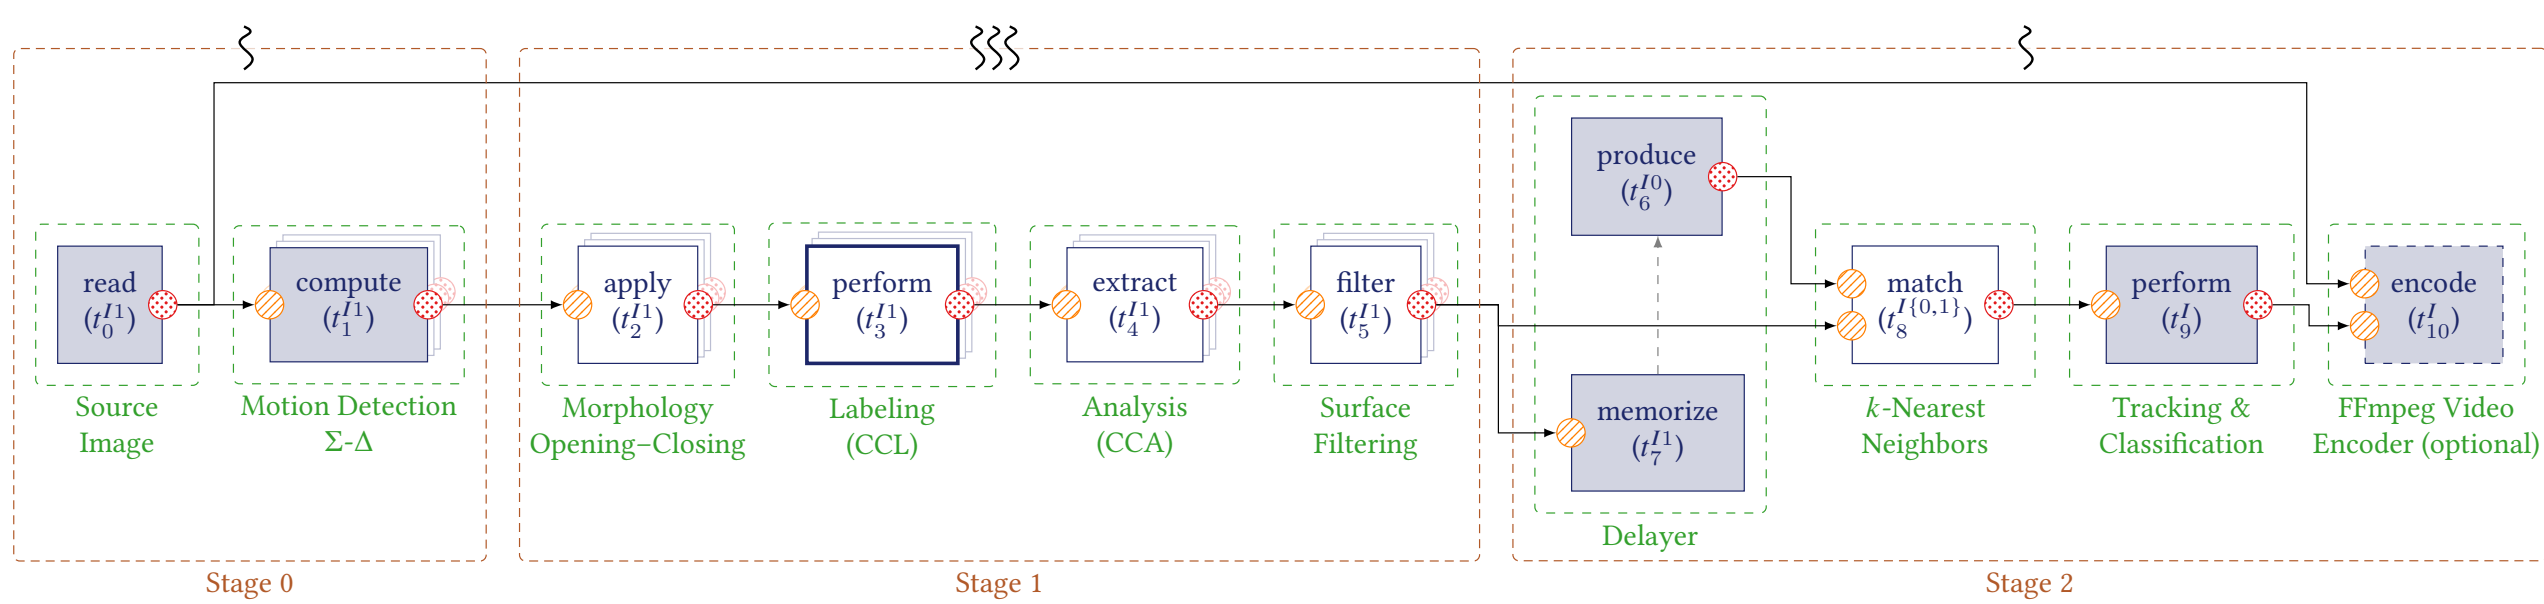 read
(t_0^{I1})
Source
Image
compute
(t_1^{I1})
Motion Detection
Σ-Δ
Stage 0
apply
(t_2^{I1})
Morphology
Opening–Closing
perform
(t_3^{I1})
Labeling
(CCL)
extract
(t_4^{I1})
Analysis
(CCA)
filter
(t_5^{I1})
Surface
Filtering
Stage 1
produce
(t_6^{I0})
memorize
(t_7^{I1})
Delayer
match
(t_8^{I{0,1}})
k-Nearest
Neighbors
perform
(t_9^{I})
Tracking &
Classification
encode
(t_{10}^{I})
FFmpeg Video
Encoder (optional)
Stage 2